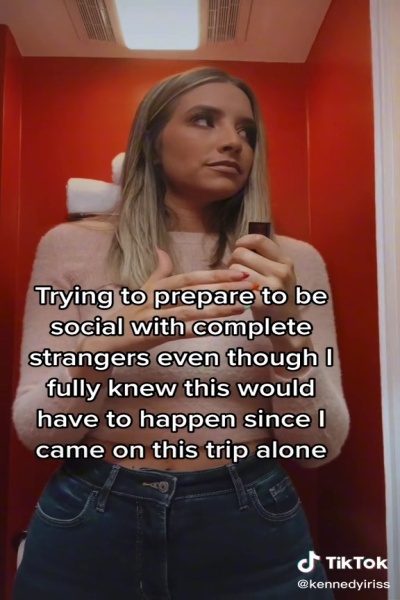 Trying to prepare to be
social with complete
strangers even though I
fully knew this would
have to happen since I
came on this trip alone
TikTok
@kennedyiriss